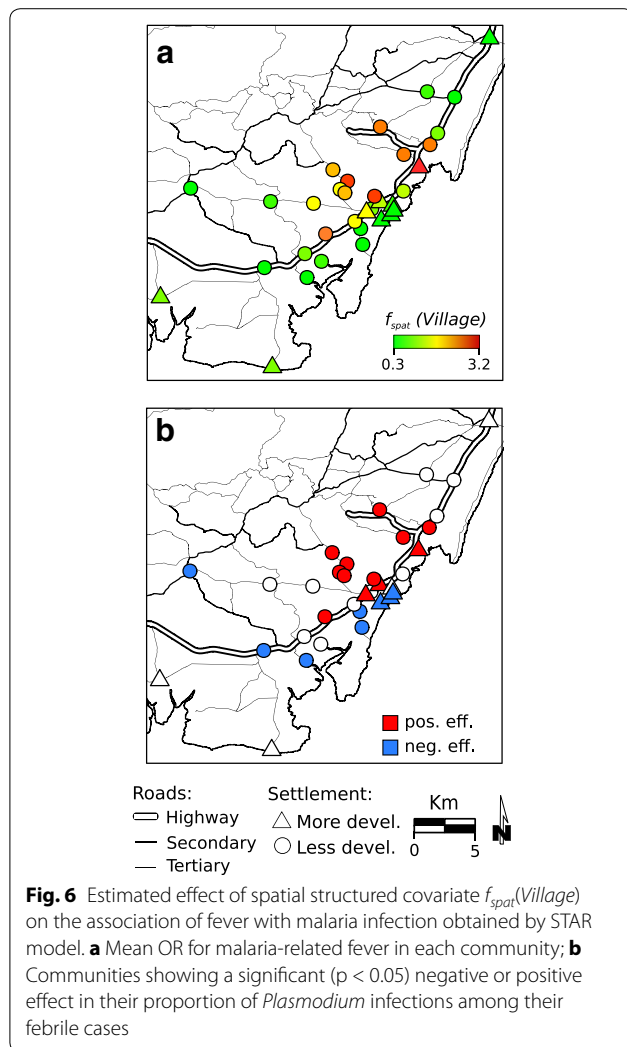 a
f_spat (Village)
0.3 3.2
b
pos. eff.
neg. eff.
Roads: Settlement: Km
Highway More devel. 0 5 N
Secondary Less devel.
Tertiary
Fig. 6 Estimated effect of spatial structured covariate f_spat(Village)
on the association of fever with malaria infection obtained by STAR
model. a Mean OR for malaria-related fever in each community; b
Communities showing a significant (p < 0.05) negative or positive
effect in their proportion of Plasmodium infections among their
febrile cases